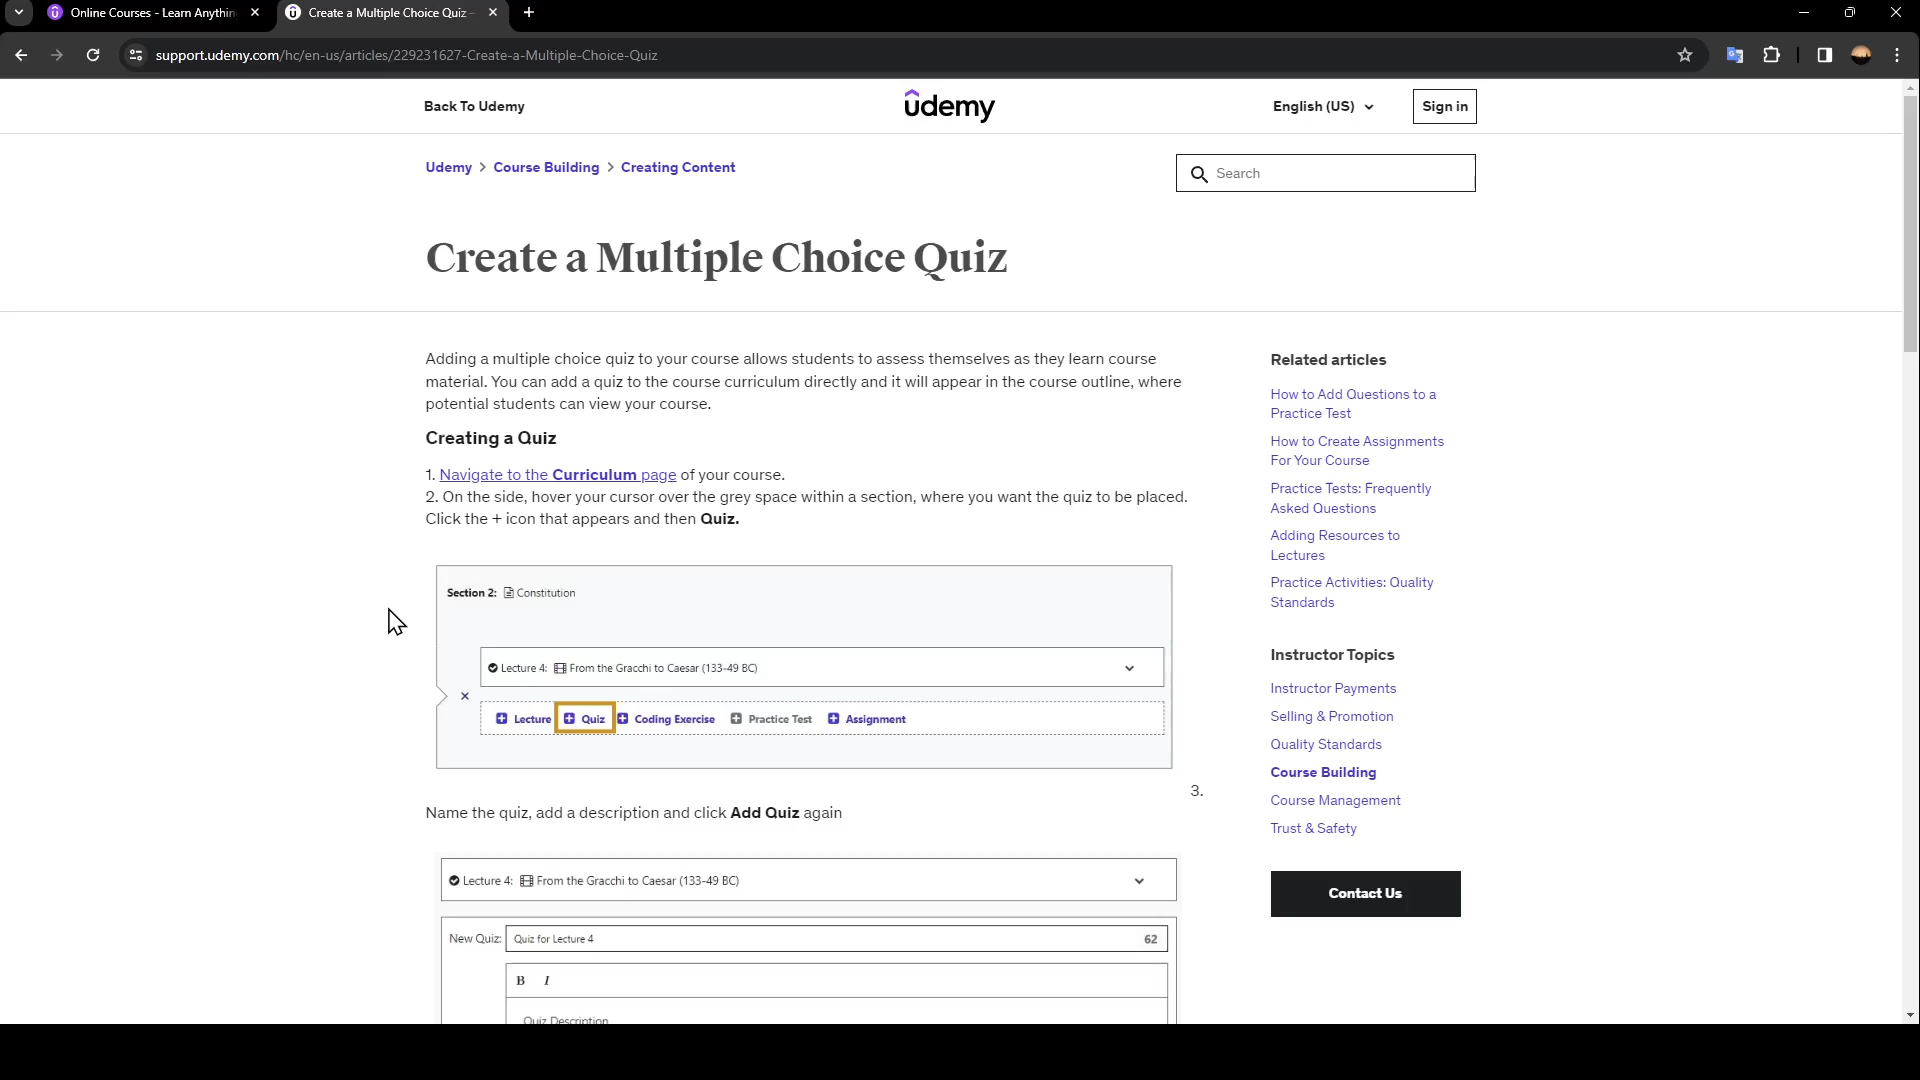 Online Courses - Learn Anythin
Create a Multiple Choice Quiz -
support.udemy.com/hc/en-us/articles/229231627-Create-a-Multiple-Choice-Quiz
Back To Udemy
udemy
English (US)
Sign in
Udemy > Course Building > Creating Content
Search
Create a Multiple Choice Quiz
Adding a multiple choice quiz to your course allows students to assess themselves as they learn course
material. You can add a quiz to the course curriculum directly and it will appear in the course outline, where
potential students can view your course.
Creating a Quiz
1. Navigate to the Curriculum page of your course.
2. On the side, hover your cursor over the grey space within a section, where you want the quiz to be placed.
Click the + icon that appears and then Quiz.
Section 2: Constitution
Lecture 4: From the Gracchi to Caesar (133-49 BC)
Lecture Quiz Coding Exercise Practice Test Assignment
3.
Name the quiz, add a description and click Add Quiz again
Lecture 4: From the Gracchi to Caesar (133-49 BC)
New Quiz: Quiz for Lecture 4 62
B I
Quiz Description
Related articles
How to Add Questions to a
Practice Test
How to Create Assignments
For Your Course
Practice Tests: Frequently
Asked Questions
Adding Resources to
Lectures
Practice Activities: Quality
Standards
Instructor Topics
Instructor Payments
Selling & Promotion
Quality Standards
Course Building
Course Management
Trust & Safety
Contact Us